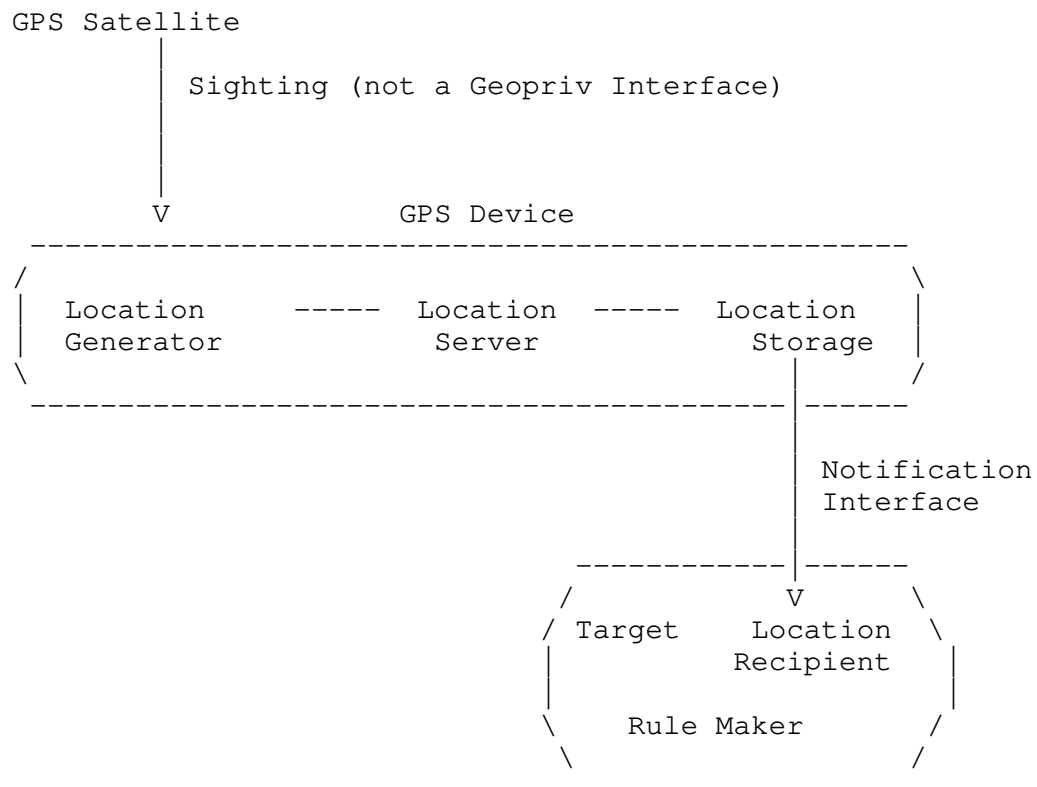 GPS Satellite
Sighting (not a Geopriv Interface)
V GPS Device
Location ----- Location ----- Location
Generator Server Storage
Notification
Interface
V
Target Location
Recipient
Rule Maker